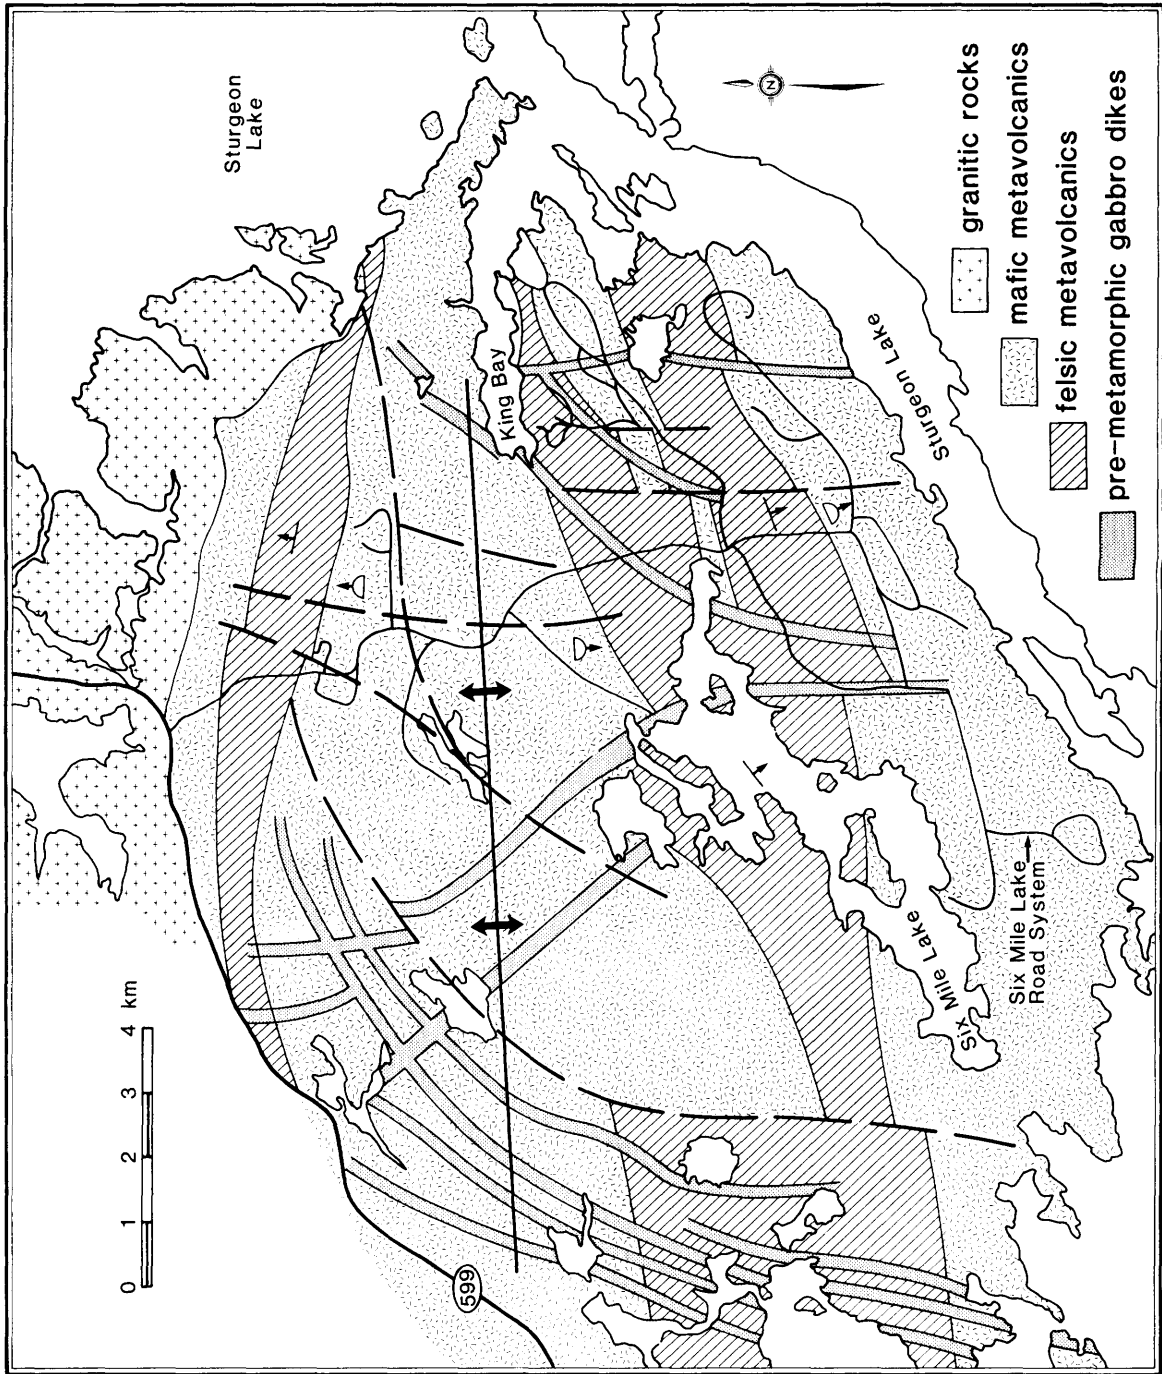 Sturgeon
Lake
N
granitic rocks
mafic metavolcanics
felsic metavolcanics
pre-metamorphic gabbro dikes
King Bay
Sturgeon Lake
Six Mile Lake
Six Mile Lake
Road System
0 1 2 3 4 km
599